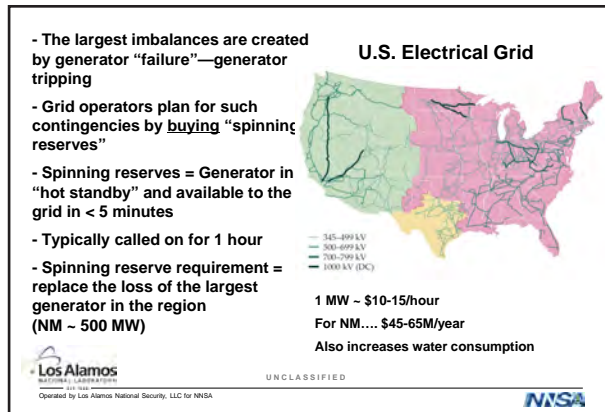 - The largest imbalances are created
by generator “failure”—generator
tripping
- Grid operators plan for such
contingencies by buying “spinning
reserves”
- Spinning reserves = Generator in
“hot standby” and available to the
grid in < 5 minutes
- Typically called on for 1 hour
- Spinning reserve requirement =
replace the loss of the largest
generator in the region
(NM ~ 500 MW)
U.S. Electrical Grid
345–499 kV
500–699 kV
700–799 kV
1000 kV (DC)
1 MW ~ $10-15/hour
For NM…. $45-65M/year
Also increases water consumption
Los Alamos
NATIONAL LABORATORY
EST. 1943
UNCLASSIFIED
Operated by Los Alamos National Security, LLC for NNSA
NNSA